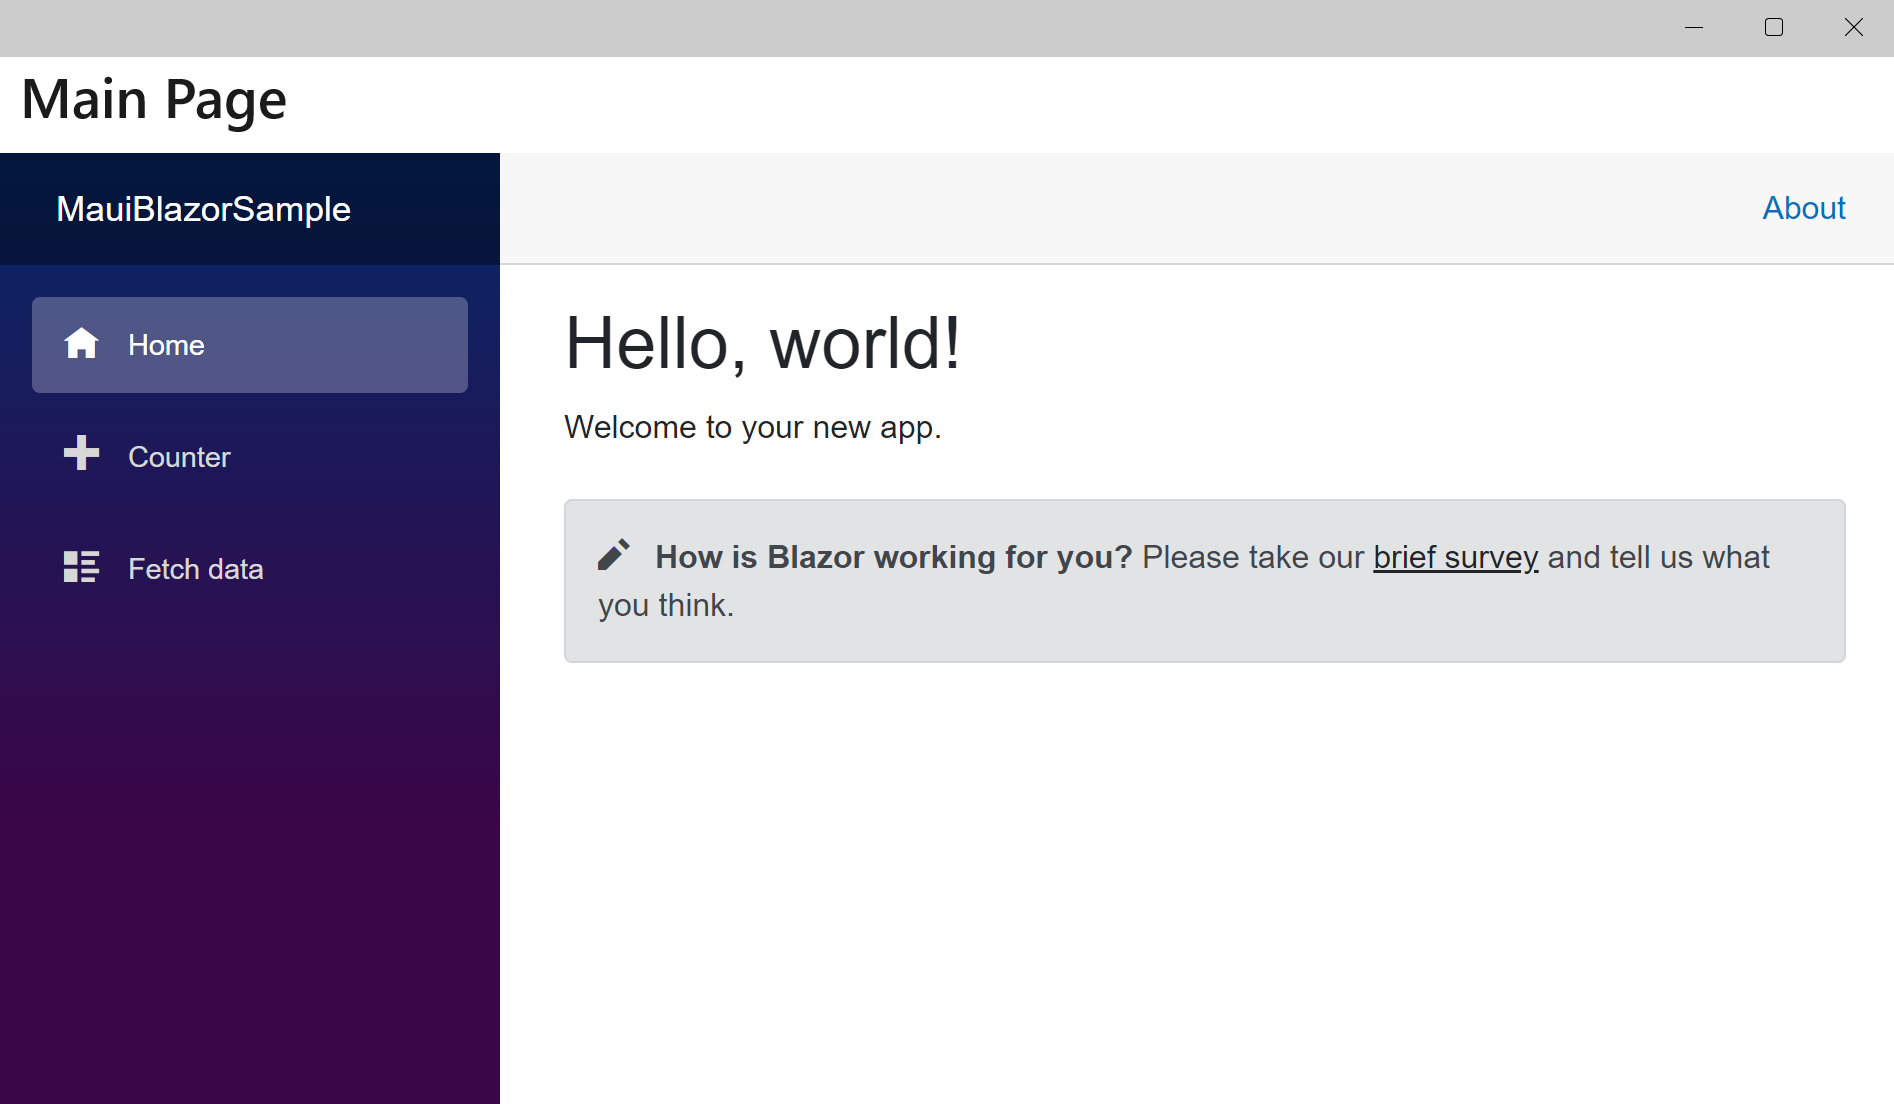 Main Page
MauiBlazorSample
About
Home
Counter
Fetch data
Hello, world!
Welcome to your new app.
How is Blazor working for you? Please take our brief survey and tell us what
you think.